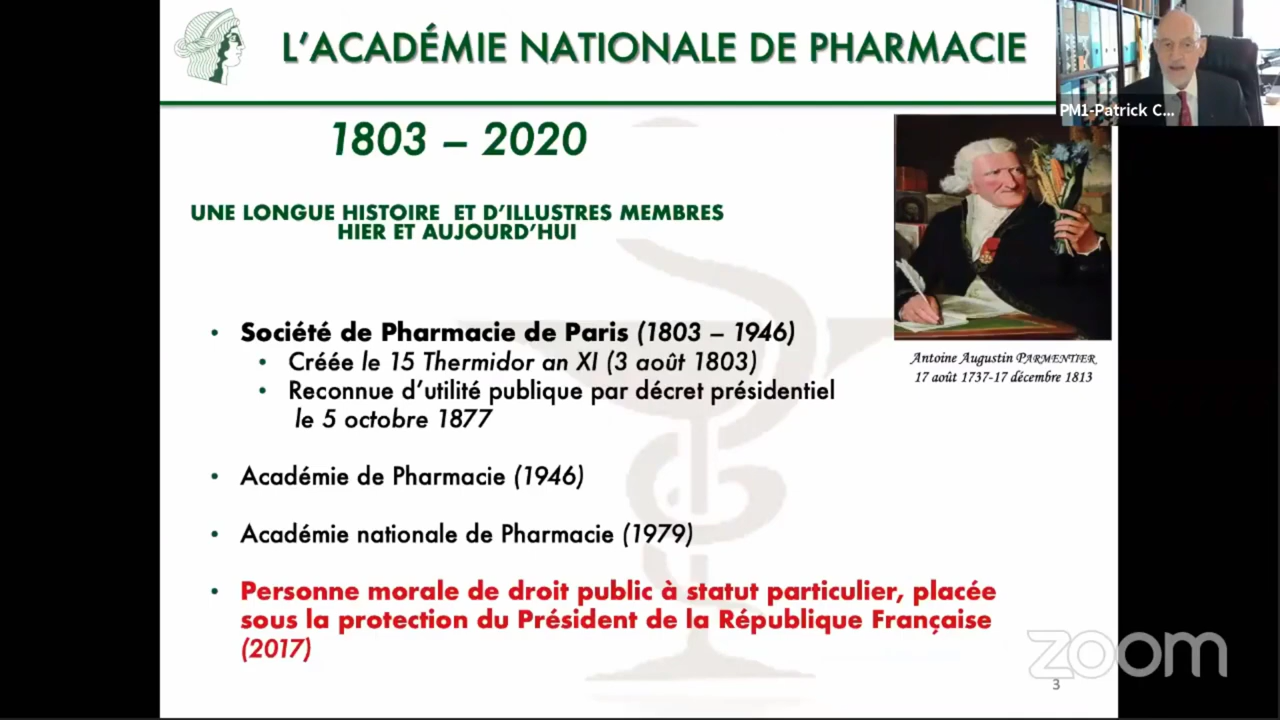 L'ACADÉMIE NATIONALE DE PHARMACIE
PM1-Patrick C...
1803 – 2020
UNE LONGUE HISTOIRE ET D'ILLUSTRES MEMBRES
HIER ET AUJOURD'HUI
• Société de Pharmacie de Paris (1803 – 1946)
• Créée le 15 Thermidor an XI (3 août 1803)
• Reconnue d'utilité publique par décret présidentiel
le 5 octobre 1877
Antoine Augustin PARMENTIER
17 août 1737-17 décembre 1813
• Académie de Pharmacie (1946)
• Académie nationale de Pharmacie (1979)
• Personne morale de droit public à statut particulier, placée
sous la protection du Président de la République Française
(2017)
zoom
3